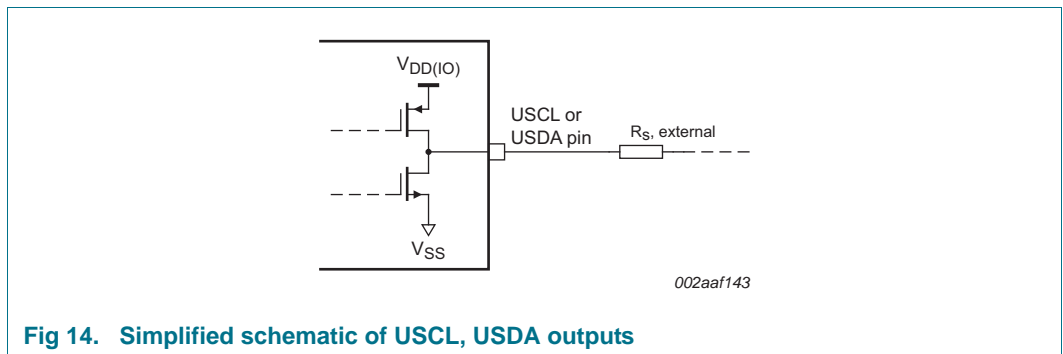 VDD(IO)
USCL or
USDA pin
RS, external
VSS
002aaf143
Fig 14. Simplified schematic of USCL, USDA outputs